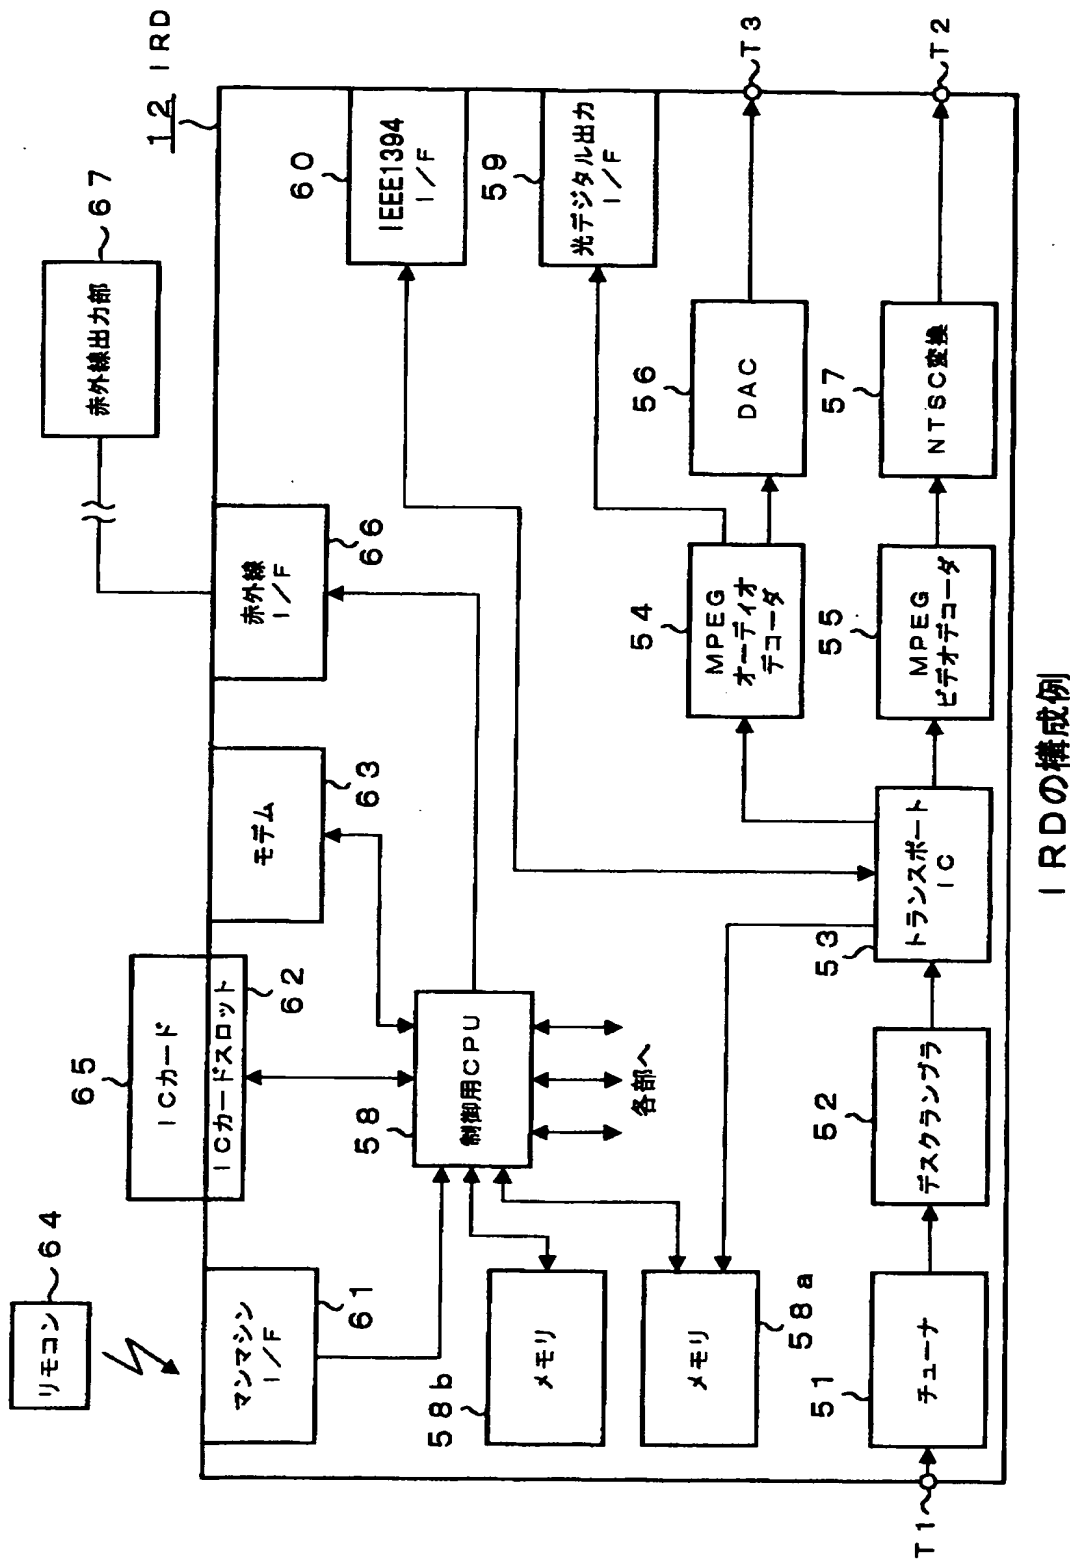 12 IRD
赤外線出力部
67
リモコン
64
ICカード
65
ICカードスロット
62
モデム
63
赤外線
I/F
66
IEEE1394
I/F
60
マンマシン
I/F
61
制御用CPU
58
各部へ
光デジタル出力
I/F
59
メモリ
58b
メモリ
58a
MPEG
オーディオ
デコーダ
54
DAC
56
T3
T1
チューナ
51
デスクランブラ
52
トランスポート
IC
53
MPEG
ビデオデコーダ
55
NTSC変換
57
T2
IRDの構成例